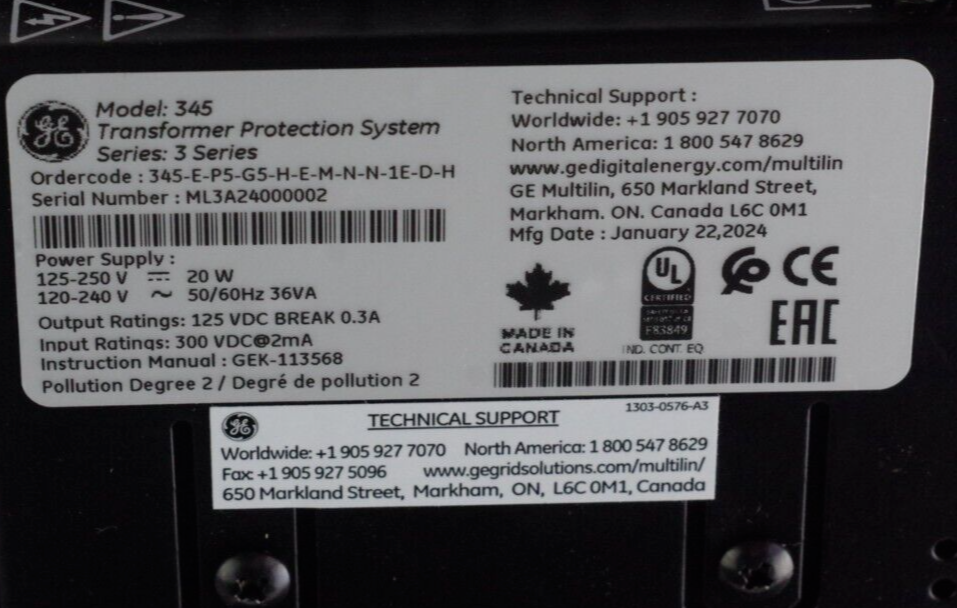 GE
Model: 345
Transformer Protection System
Series: 3 Series
Ordercode : 345-E-P5-G5-H-E-M-N-N-1E-D-H
Serial Number : ML3A24000002
Power Supply :
125-250 V ⎓ 20 W
120-240 V ~ 50/60Hz 36VA
Output Ratings: 125 VDC BREAK 0.3A
Input Ratings: 300 VDC@2mA
Instruction Manual : GEK-113568
Pollution Degree 2 / Degré de pollution 2
Technical Support :
Worldwide: +1 905 927 7070
North America: 1 800 547 8629
www.gedigitalenergy.com/multilin
GE Multilin, 650 Markland Street,
Markham. ON. Canada L6C 0M1
Mfg Date : January 22,2024
MADE IN
CANADA
UL
CERTIFIED
E83849
IND. CONT. EQ
CE
EAC
GE
TECHNICAL SUPPORT
1303-0576-A3
Worldwide: +1 905 927 7070 North America: 1 800 547 8629
Fax +1 905 927 5096 www.gegridsolutions.com/multilin/
650 Markland Street, Markham, ON, L6C 0M1, Canada